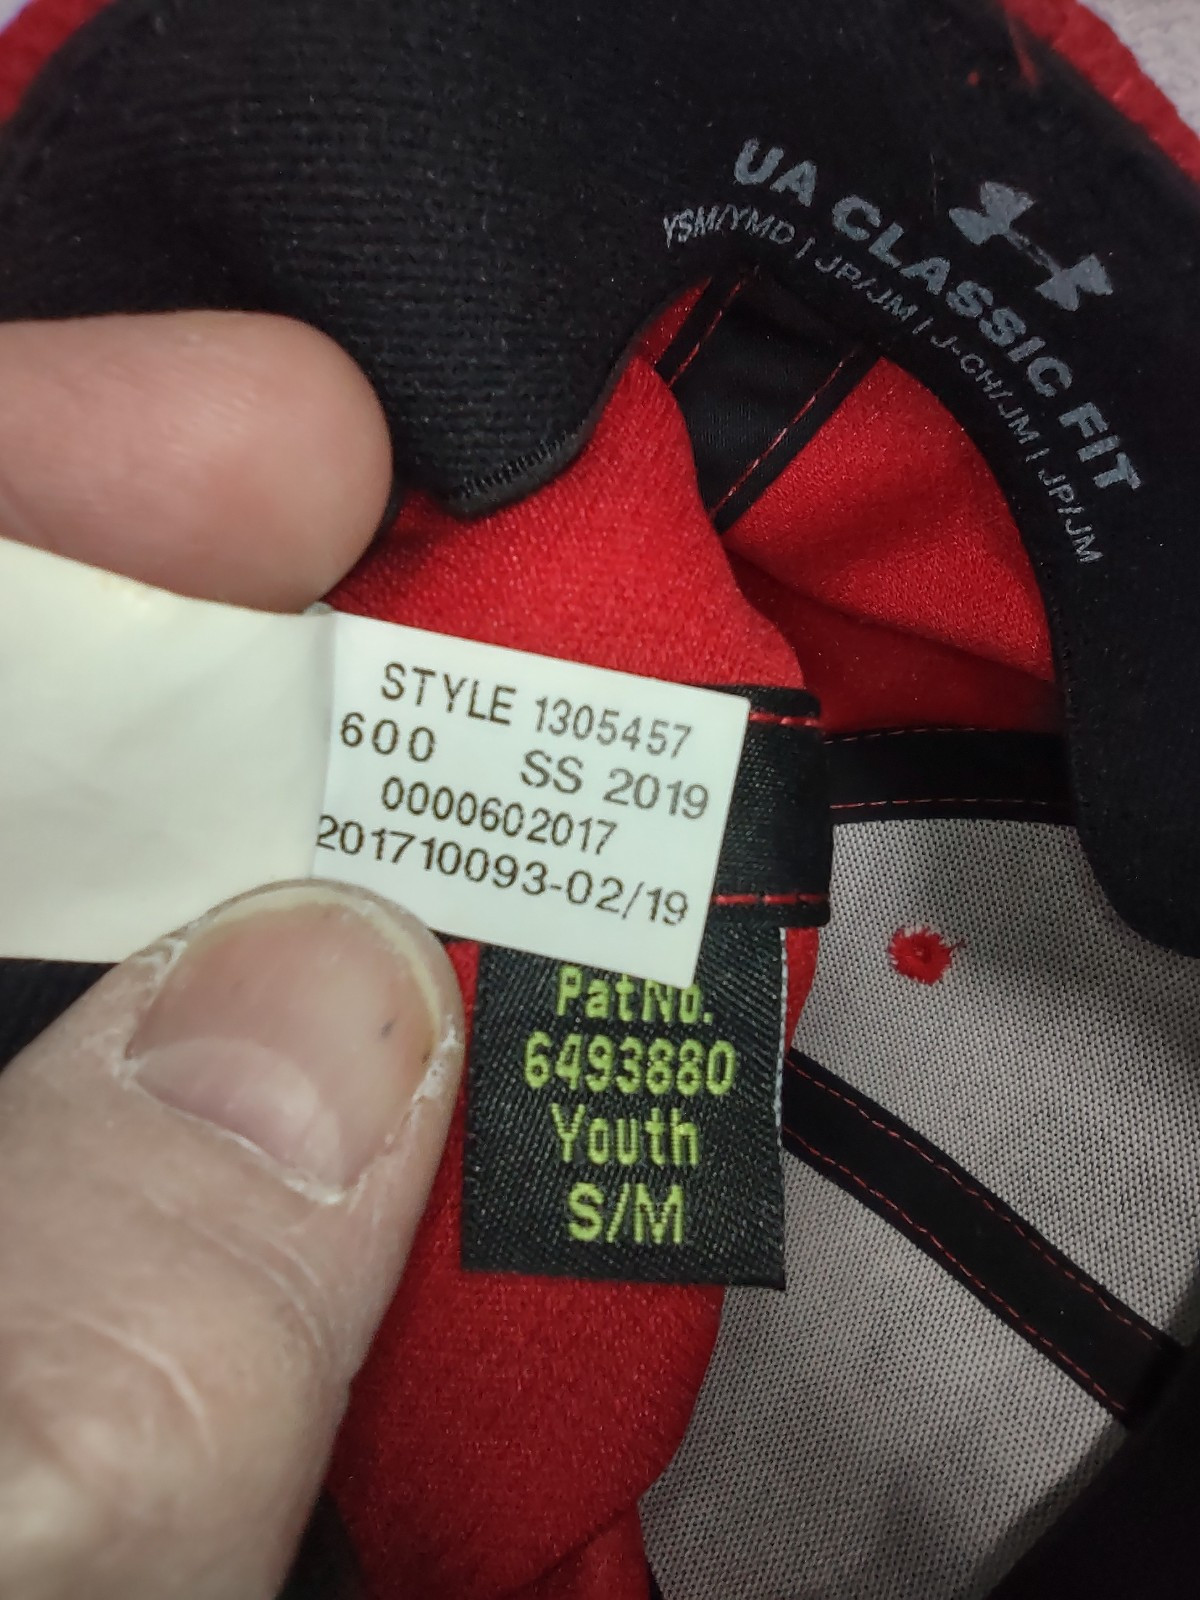 UA CLASSIC FIT
YSM/YMD | JP/JM | J-CH/JM | JP/JM
STYLE 1305457
600 SS 2019
0000602017
201710093-02/19
Pat No.
6493880
Youth
S/M